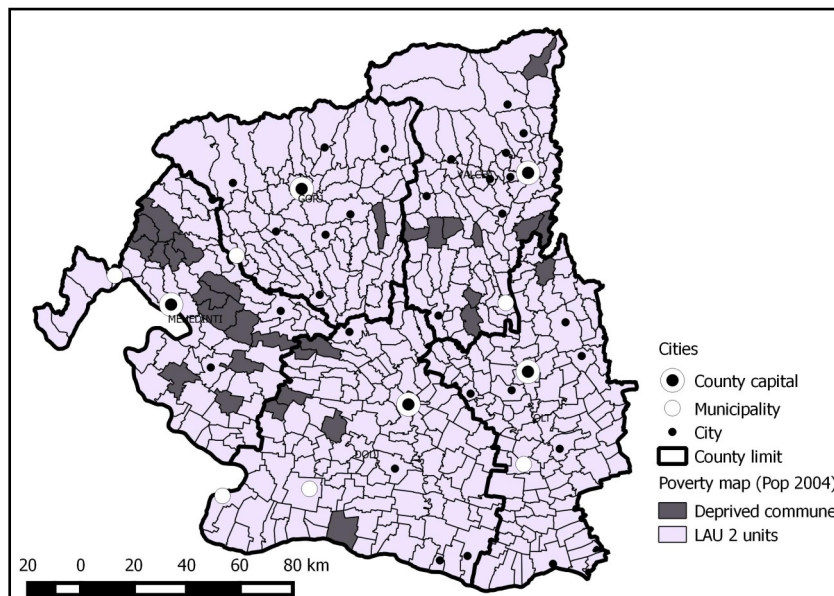 VALCEA
GORJ
MEHEDINTI
OLT
DOLJ
Cities
County capital
Municipality
City
County limit
Poverty map (Pop 2004)
Deprived commune
LAU 2 units
20 0 20 40 60 80 km